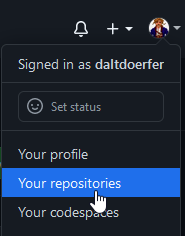 Signed in as daltdoerfer
Set status
Your profile
Your repositories
Your codespaces